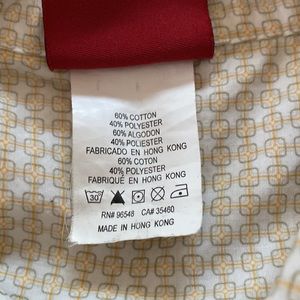 60% COTTON
40% POLYESTER
60% ALGODON
40% POLIESTER
FABRICADO EN HONG KONG
60% COTON
40% POLYESTER
FABRIQUÉ EN HONG KONG
30°
RN# 96548 CA# 35460
MADE IN HUNG KONG